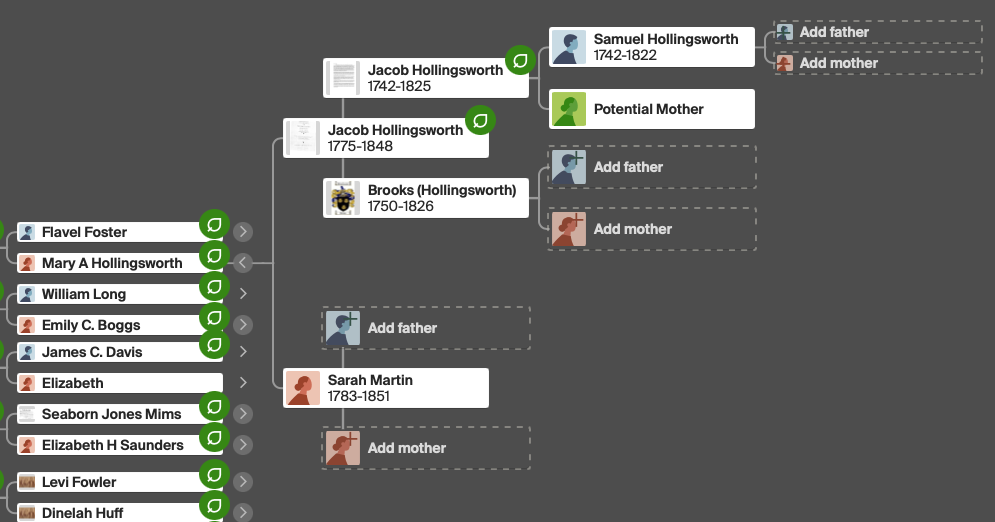 Flavel Foster
Mary A Hollingsworth
William Long
Emily C. Boggs
James C. Davis
Elizabeth
Seaborn Jones Mims
Elizabeth H Saunders
Levi Fowler
Dinelah Huff
Jacob Hollingsworth
1775-1848
Jacob Hollingsworth
1742-1825
Brooks (Hollingsworth)
1750-1826
Samuel Hollingsworth
1742-1822
Potential Mother
Add father
Add mother
Add father
Add mother
Add father
Sarah Martin
1783-1851
Add mother